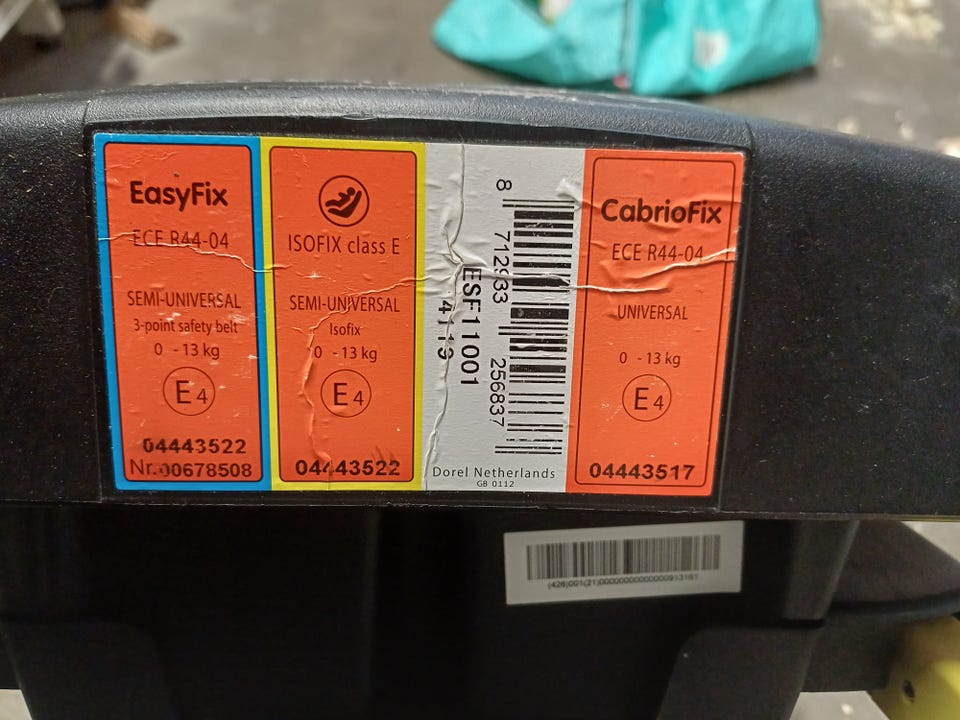 EasyFix
ECE R44-04
SEMI-UNIVERSAL
3-point safety belt
0 - 13 kg
E4
04443522
Nr. 00678508
ISOFIX class E
SEMI-UNIVERSAL
Isofix
0 - 13 kg
E4
04443522
ESF11001
8 712933 256837
Dorel Netherlands
GB 0112
CabrioFix
ECE R44-04
UNIVERSAL
0 - 13 kg
E4
04443517